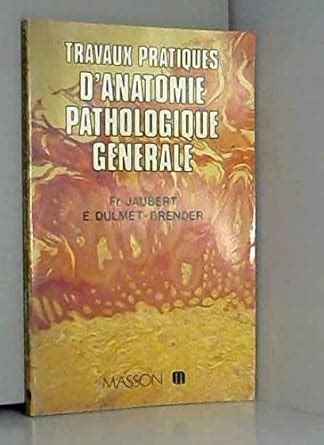 TRAVAUX PRATIQUES
D'ANATOMIE
PATHOLOGIQUE
GENERALE
Fr JAUBERT
E. DULMET-BRENDER
MASSON m